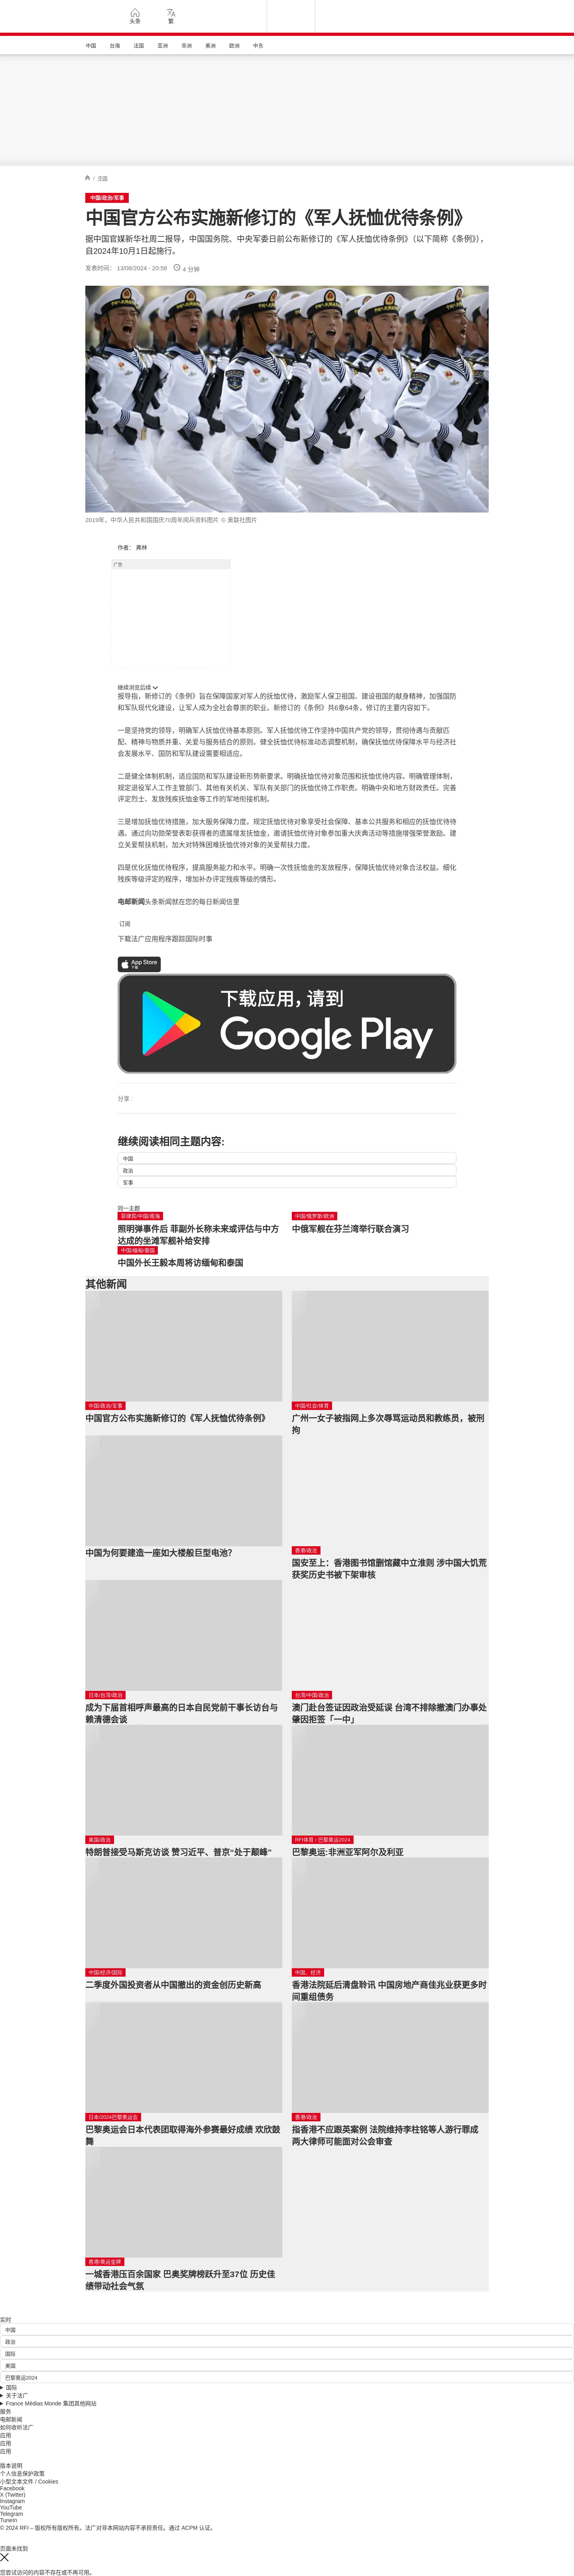 头条
繁
中国
台海
法国
亚洲
非洲
美洲
欧洲
中东
/ 中国
中国/政治/军事
中国官方公布实施新修订的《军人抚恤优待条例》
据中国官媒新华社周二报导，中国国务院、中央军委日前公布新修订的《军人抚恤优待条例》（以下简称《条例》），
自2024年10月1日起施行。
发表时间： 13/08/2024 - 20:58
4 分钟
2019年，中华人民共和国国庆70周年阅兵资料图片 © 美联社图片
作者： 弗林
广告
继续浏览后续
报导指，新修订的《条例》旨在保障国家对军人的抚恤优待，激励军人保卫祖国、建设祖国的献身精神，加强国防
和军队现代化建设，让军人成为全社会尊崇的职业。新修订的《条例》共6章64条，修订的主要内容如下。
一是坚持党的领导，明确军人抚恤优待基本原则。军人抚恤优待工作坚持中国共产党的领导，贯彻待遇与贡献匹
配、精神与物质并重、关爱与服务结合的原则。健全抚恤优待标准动态调整机制，确保抚恤优待保障水平与经济社
会发展水平、国防和军队建设需要相适应。
二是健全体制机制，适应国防和军队建设新形势新要求。明确抚恤优待对象范围和抚恤优待内容。明确管理体制，
规定退役军人工作主管部门、其他有关机关、军队有关部门的抚恤优待工作职责。明确中央和地方财政责任。完善
评定烈士、发放残疾抚恤金等工作的军地衔接机制。
三是增加抚恤优待措施，加大服务保障力度。规定抚恤优待对象享受社会保障、基本公共服务和相应的抚恤优待待
遇。通过向功勋荣誉表彰获得者的遗属增发抚恤金，邀请抚恤优待对象参加重大庆典活动等措施增强荣誉激励。建
立关爱帮扶机制，加大对特殊困难抚恤优待对象的关爱帮扶力度。
四是优化抚恤优待程序，提高服务能力和水平。明确一次性抚恤金的发放程序，保障抚恤优待对象合法权益。细化
残疾等级评定的程序，增加补办评定残疾等级的情形。
电邮新闻头条新闻就在您的每日新闻信里
订阅
下载法广应用程序跟踪国际时事
App Store
下载
下载应用，请到
Google Play
分享 :
继续阅读相同主题内容:
中国
政治
军事
同一主题
菲律宾/中国/南海
照明弹事件后 菲副外长称未来或评估与中方
达成的坐滩军舰补给安排
中国/俄罗斯/欧洲
中俄军舰在芬兰湾举行联合演习
中国/缅甸/泰国
中国外长王毅本周将访缅甸和泰国
其他新闻
中国/政治/军事
中国官方公布实施新修订的《军人抚恤优待条例》
中国/社会/体育
广州一女子被指网上多次辱骂运动员和教练员，被刑
拘
中国为何要建造一座如大楼般巨型电池？
香港/政治
国安至上：香港图书馆删馆藏中立准则 涉中国大饥荒
获奖历史书被下架审核
日本/台湾/政治
成为下届首相呼声最高的日本自民党前干事长访台与
赖清德会谈
台湾/中国/政治
澳门赴台签证因政治受延误 台湾不排除撤澳门办事处
肇因拒签「一中」
美国/政治
特朗普接受马斯克访谈 赞习近平、普京“处于颠峰”
RFI体育 / 巴黎奥运2024
巴黎奥运:非洲亚军阿尔及利亚
中国/经济/国际
二季度外国投资者从中国撤出的资金创历史新高
中国，经济
香港法院延后清盘聆讯 中国房地产商佳兆业获更多时
间重组债务
日本/2024巴黎奥运会
巴黎奥运会日本代表团取得海外参赛最好成绩 欢欣鼓
舞
香港/政治
指香港不应跟英案例 法院维持李柱铭等人游行罪成
两大律师可能面对公会审查
香港/奥运金牌
一城香港压百余国家 巴奥奖牌榜跃升至37位 历史佳
绩带动社会气氛
实时
中国
政治
国际
美国
巴黎奥运2024
国际
关于法广
France Médias Monde 集团其他网站
服务
电邮新闻
如何收听法广
应用
应用
应用
版本说明
个人信息保护政策
小型文本文件 / Cookies
Facebook
X (Twitter)
Instagram
YouTube
Telegram
TuneIn
© 2024 RFI – 版权所有版权所有。法广对非本网站内容不承担责任。通过 ACPM 认证。
页面未找到
您尝试访问的内容不存在或不再可用。